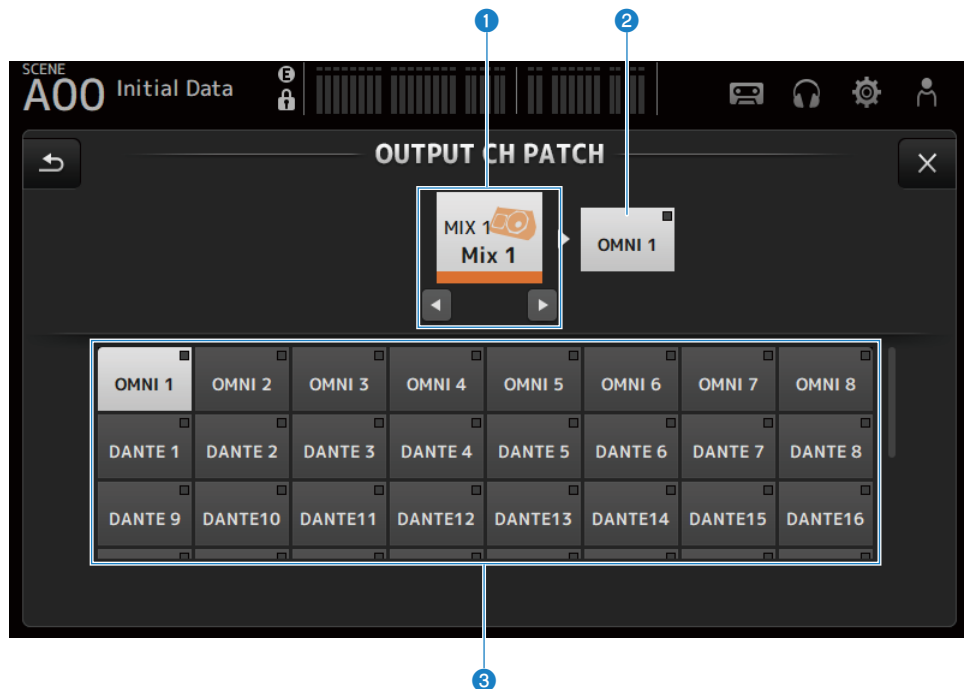 1 2
SCENE
A00 Initial Data E
OUTPUT CH PATCH
MIX 1
Mix 1
OMNI 1
OMNI 1 OMNI 2 OMNI 3 OMNI 4 OMNI 5 OMNI 6 OMNI 7 OMNI 8
DANTE 1 DANTE 2 DANTE 3 DANTE 4 DANTE 5 DANTE 6 DANTE 7 DANTE 8
DANTE 9 DANTE10 DANTE11 DANTE12 DANTE13 DANTE14 DANTE15 DANTE16
3